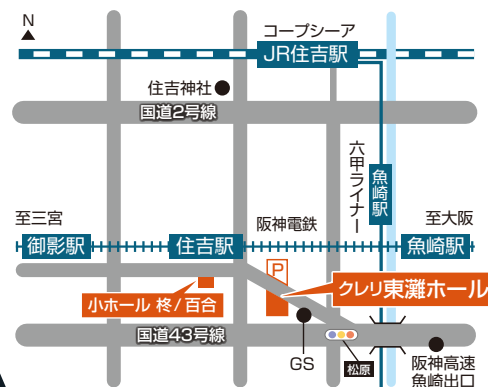 N
コープシーア
JR住吉駅
住吉神社
国道2号線
六甲ライナー
魚崎駅
至三宮
阪神電鉄
至大阪
御影駅
住吉駅
魚崎駅
P
クレリ東灘ホール
小ホール 柊/百合
国道43号線
GS
松原
阪神高速
魚崎出口